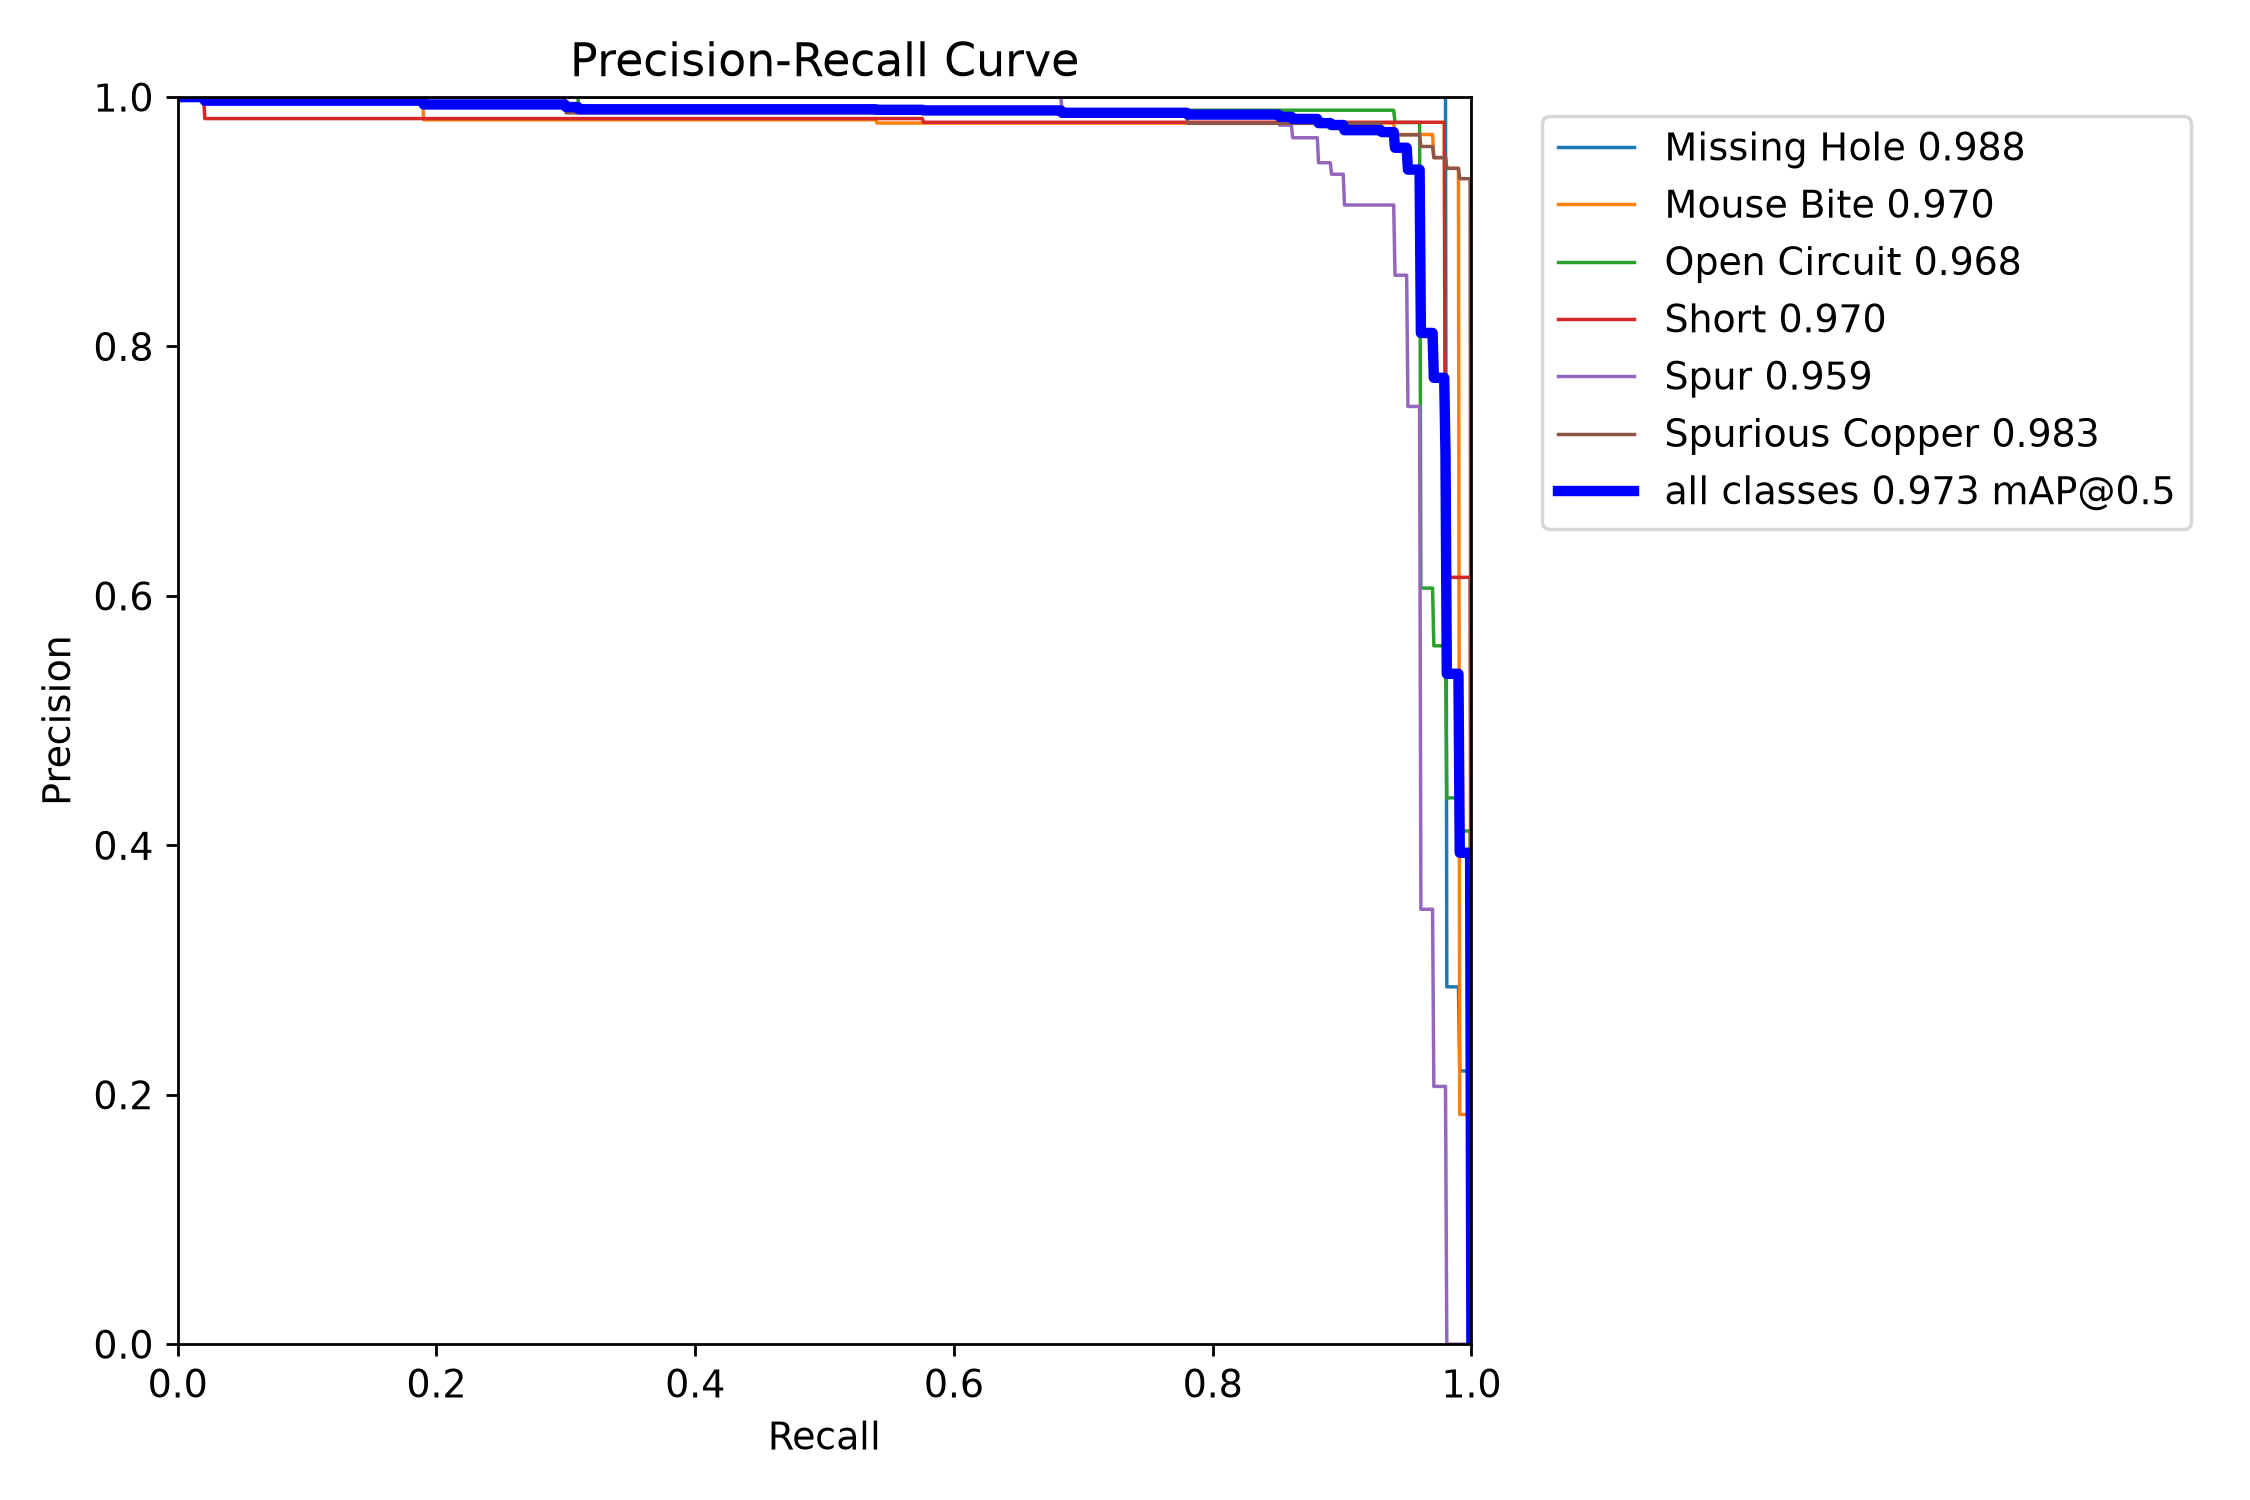 Precision-Recall Curve
1.0
0.8
0.6
0.4
0.2
0.0
Precision
0.0 0.2 0.4 0.6 0.8 1.0
Recall
Missing Hole 0.988
Mouse Bite 0.970
Open Circuit 0.968
Short 0.970
Spur 0.959
Spurious Copper 0.983
all classes 0.973 mAP@0.5